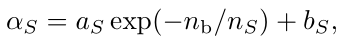 α_S = a_S exp(−n_b/n_S) + b_S,